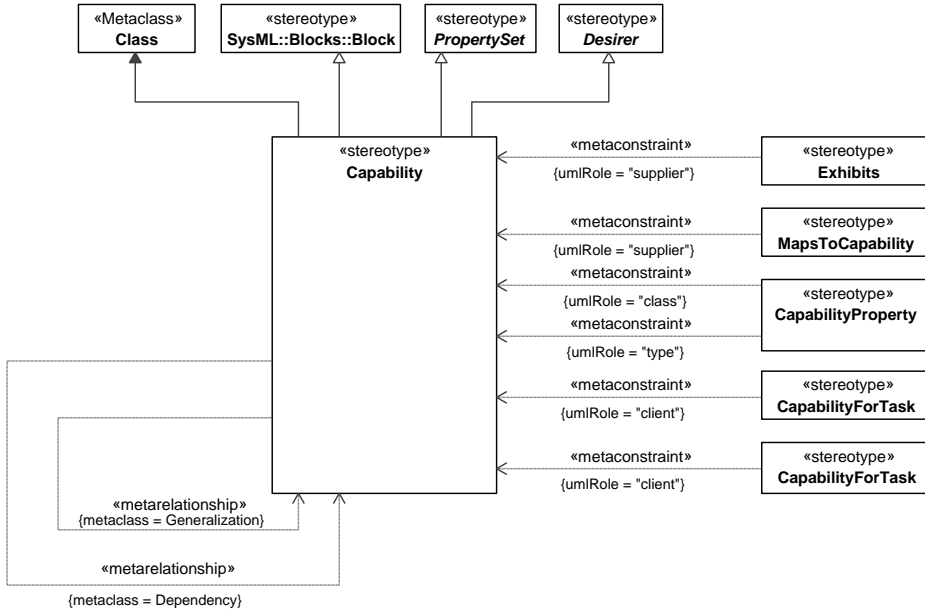 «Metaclass»
Class
«stereotype»
SysML::Blocks::Block
«stereotype»
PropertySet
«stereotype»
Desirer
«stereotype»
Capability
«metaconstraint»
{umlRole = "supplier"}
«stereotype»
Exhibits
«metaconstraint»
{umlRole = "supplier"}
«stereotype»
MapsToCapability
«metaconstraint»
{umlRole = "class"}
«metaconstraint»
{umlRole = "type"}
«stereotype»
CapabilityProperty
«metaconstraint»
{umlRole = "client"}
«stereotype»
CapabilityForTask
«metaconstraint»
{umlRole = "client"}
«stereotype»
CapabilityForTask
«metarelationship»
{metaclass = Generalization}
«metarelationship»
{metaclass = Dependency}